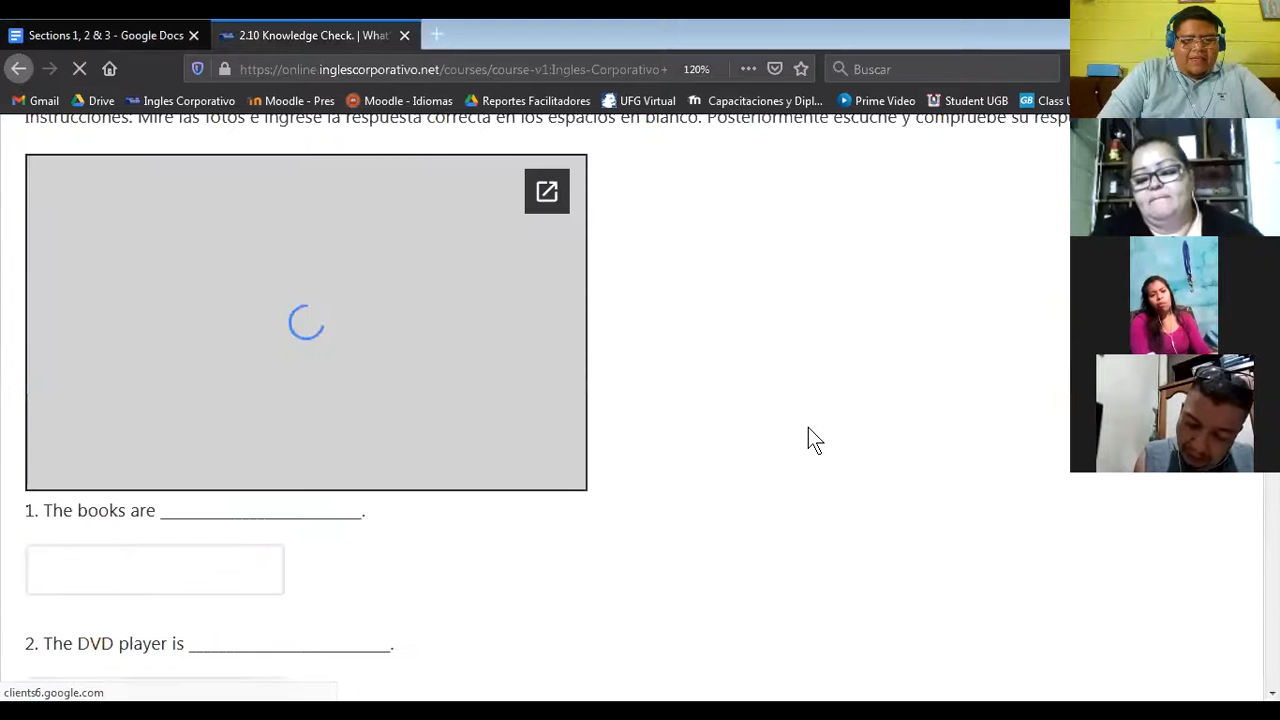 Sections 1, 2 & 3 - Google Docs
2.10 Knowledge Check. | What'
https://online.inglescorporativo.net/courses/course-v1:Ingles-Corporativo+
120%
Buscar
Gmail
Drive
Ingles Corporativo
Moodle - Pres
Moodle - Idiomas
Reportes Facilitadores
UFG Virtual
Capacitaciones y Dipl...
Prime Video
Student UGB
Class
Instrucciones: Mire las fotos e ingrese la respuesta correcta en los espacios en blanco. Posteriormente escuche y compruebe su resp
1. The books are ______________________.
2. The DVD player is ______________________.
clients6.google.com